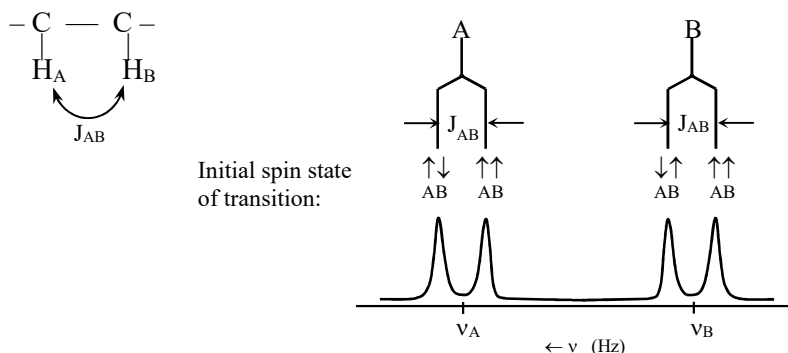 – C — C –
H_A H_B
J_AB
A B
J_AB J_AB
Initial spin state
of transition:
↑↓ ↑↑ ↓↑ ↑↑
AB AB AB AB
ν_A ν_B
← ν (Hz)